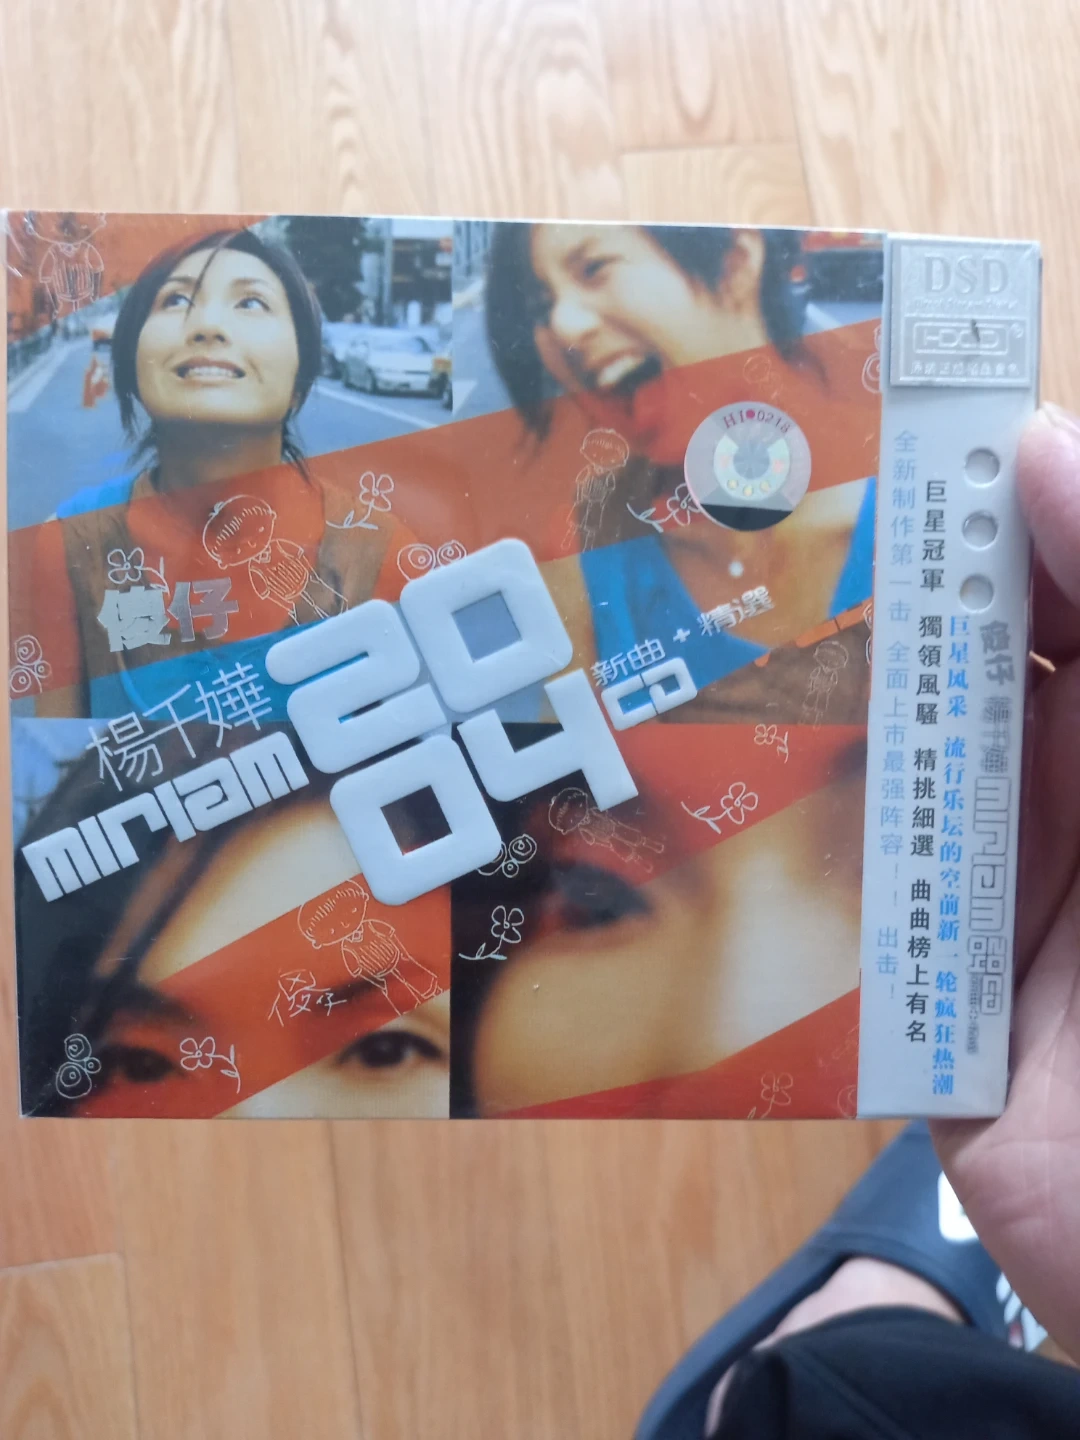 DSD
HDCD
HI 0218
傻仔
楊千嬅
miriam
2004
新曲+精選
CD
傻仔
全新制作第一击 全面上市最强阵容!! 出击!
巨星冠軍 獨領風騷 精挑細選 曲曲榜上有名
巨星风采 流行乐坛的空前新一轮疯狂热潮
傻仔 楊千嬅 miriam